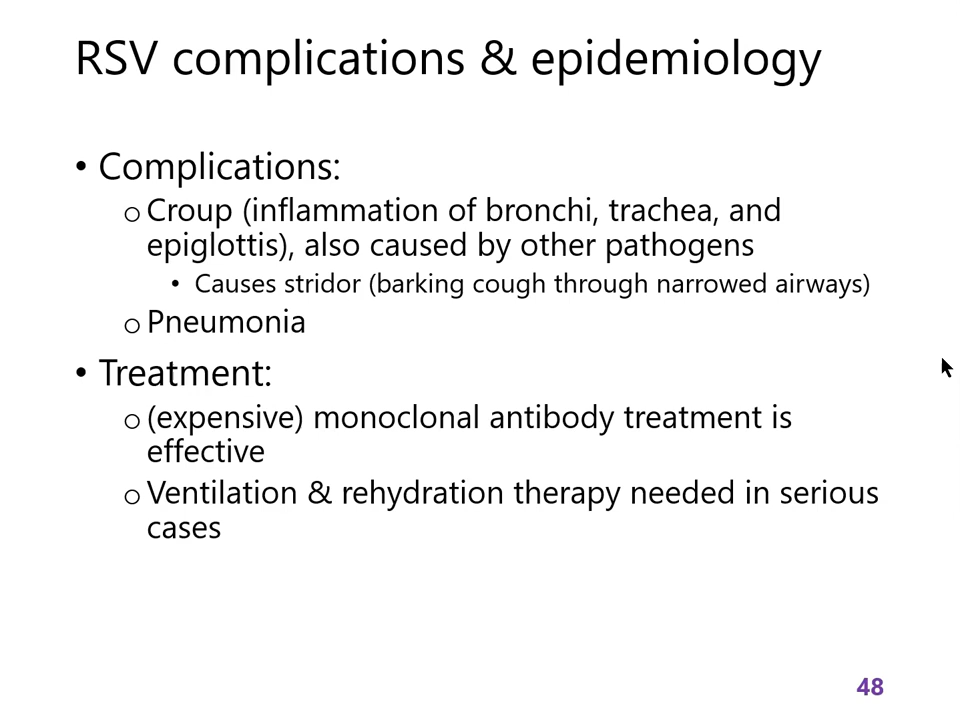 RSV complications & epidemiology
• Complications:
o Croup (inflammation of bronchi, trachea, and
epiglottis), also caused by other pathogens
• Causes stridor (barking cough through narrowed airways)
o Pneumonia
• Treatment:
o (expensive) monoclonal antibody treatment is
effective
o Ventilation & rehydration therapy needed in serious
cases
48